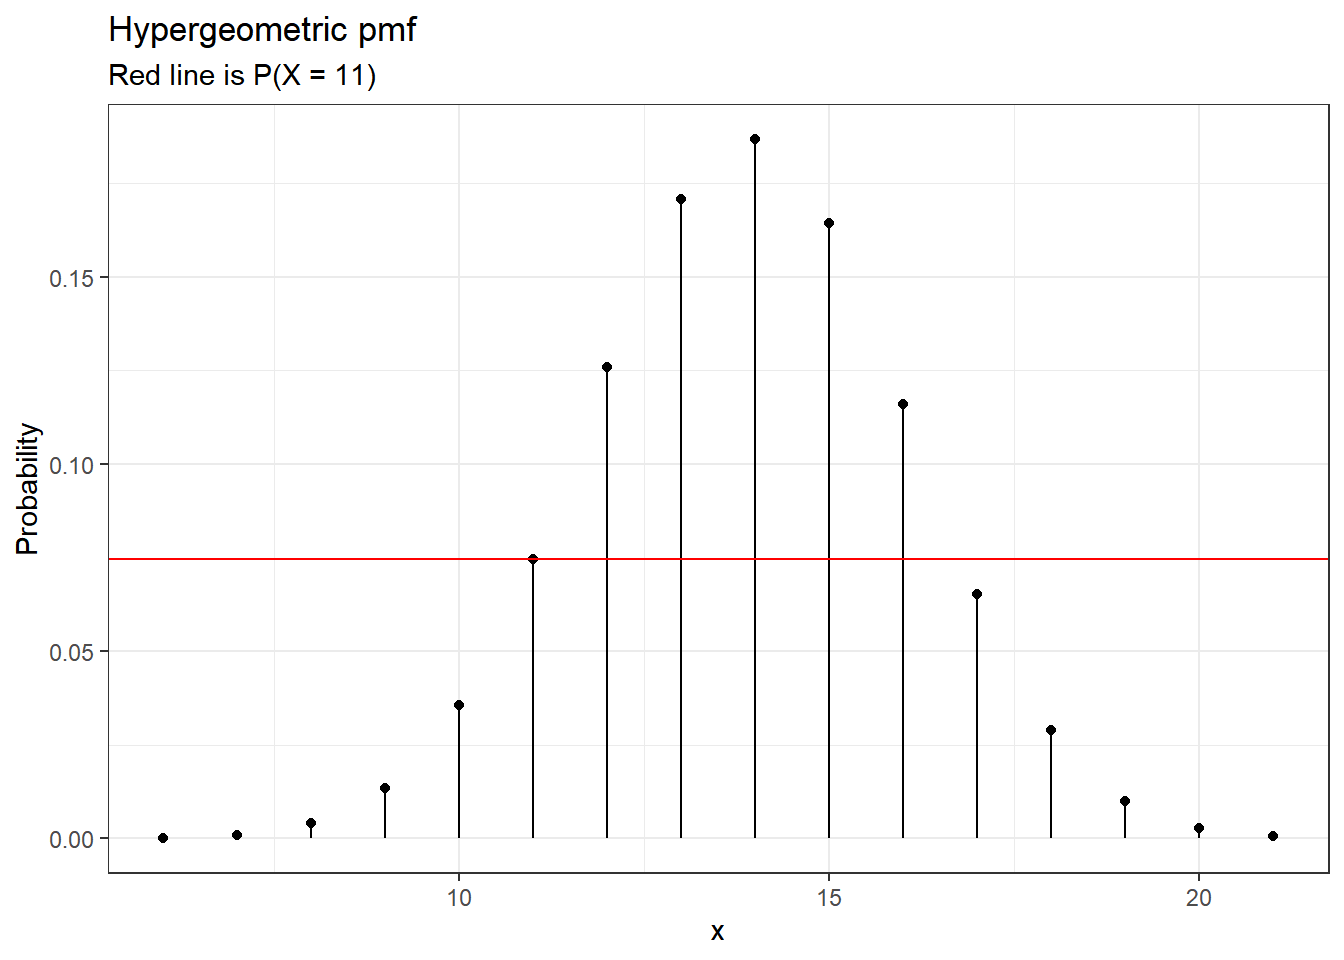 Hypergeometric pmf
Red line is P(X = 11)
Probability
0.15
0.10
0.05
0.00
10 15 20
x